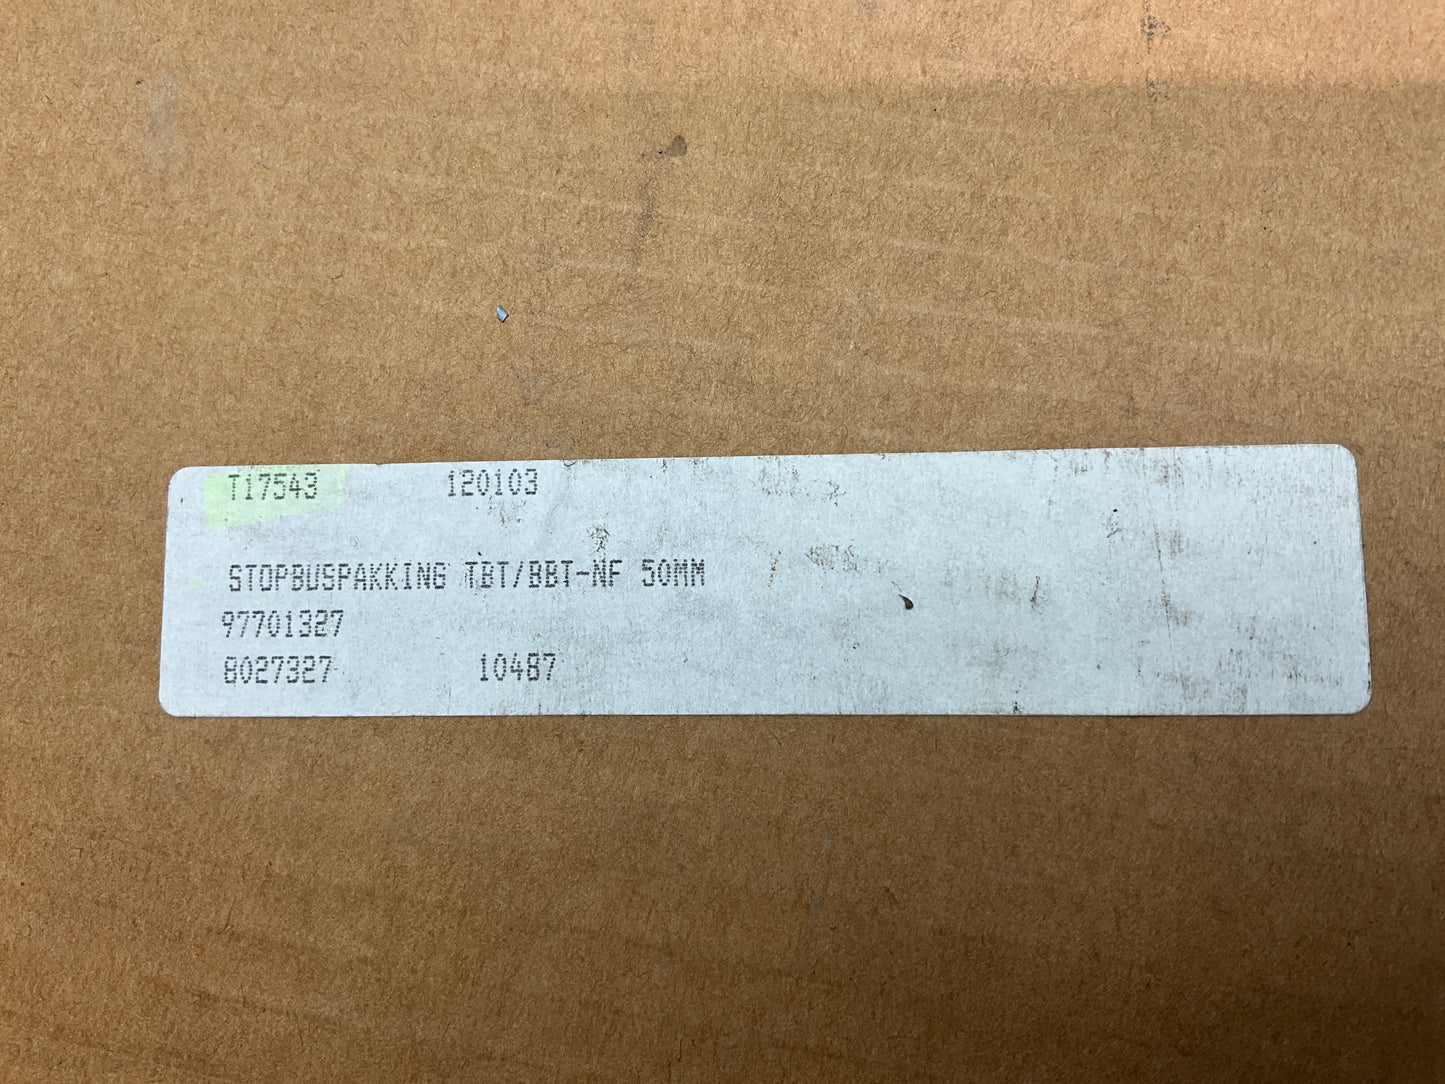 T17543 120103
STOPBUSPAKKING TBT/BBT-NF 50MM
97701327
8027327 10487